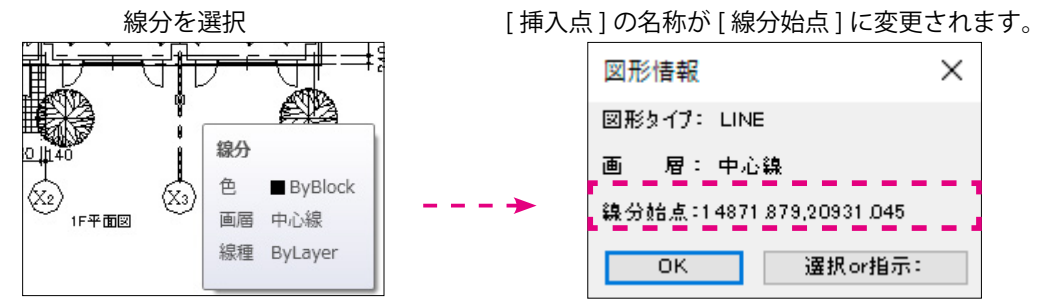 線分を選択
[ 挿入点 ] の名称が [ 線分始点 ] に変更されます。
140
X2
X3
1F平面図
線分
色 ■ ByBlock
画層 中心線
線種 ByLayer
図形情報 ×
図形タイプ： LINE
画　層： 中心線
線分始点：14871.879,20931.045
OK
選択or指示：